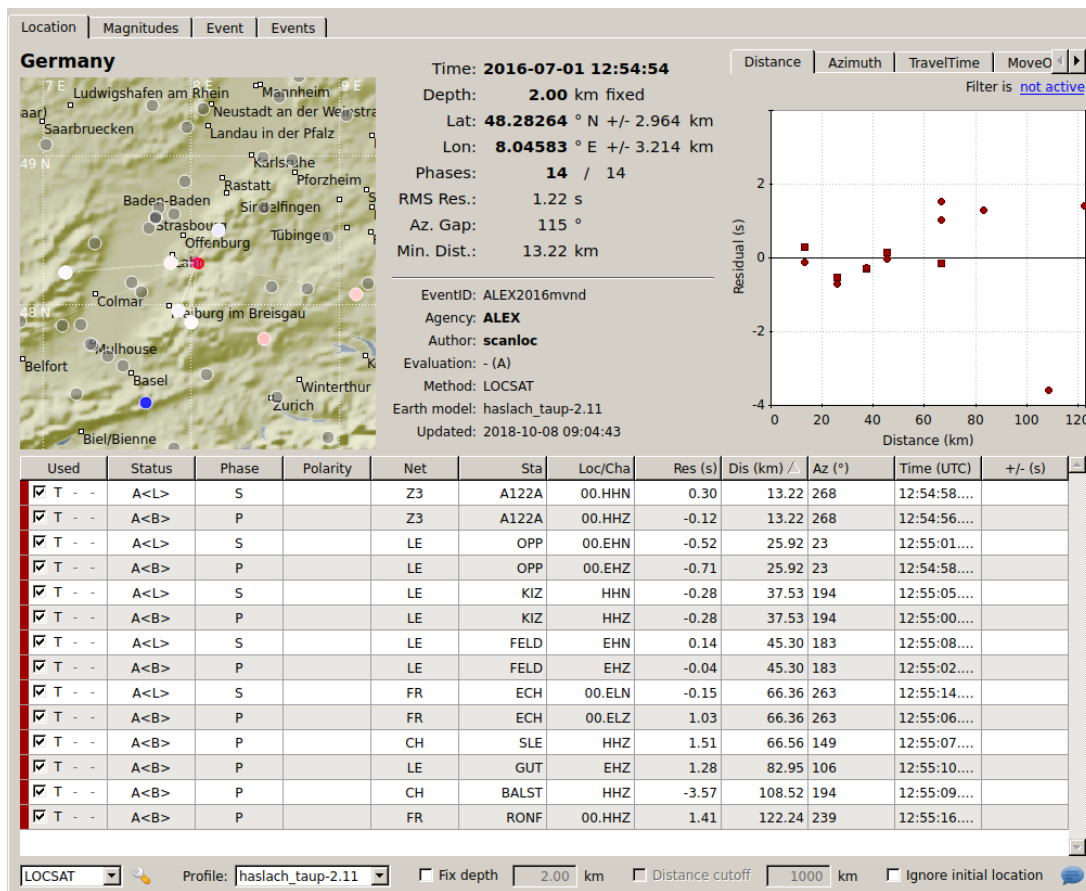 Location Magnitudes Event Events
Germany
7 E 8 E 9 E
Ludwigshafen am Rhein Mannheim
Neustadt an der Weinstra
aar)
Saarbruecken
Landau in der Pfalz
49 N
Karlsruhe
Rastatt Pforzheim
Baden-Baden
Sindelfingen
Strasbourg
Offenburg
Tübingen
Colmar
48 N
Freiburg im Breisgau
Mulhouse
Belfort
Basel
Winterthur
Zurich
Biel/Bienne
Time: 2016-07-01 12:54:54
Depth: 2.00 km fixed
Lat: 48.28264 ° N +/- 2.964 km
Lon: 8.04583 ° E +/- 3.214 km
Phases: 14 / 14
RMS Res.: 1.22 s
Az. Gap: 115 °
Min. Dist.: 13.22 km
EventID: ALEX2016mvnd
Agency: ALEX
Author: scanloc
Evaluation: - (A)
Method: LOCSAT
Earth model: haslach_taup-2.11
Updated: 2018-10-08 09:04:43
Distance Azimuth TravelTime MoveO
Filter is not active
Residual (s)
2
0
-2
-4
0 20 40 60 80 100 120
Distance (km)
Used Status Phase Polarity Net Sta Loc/Cha Res (s) Dis (km) Az (°) Time (UTC) +/- (s)
T - - A<L> S Z3 A122A 00.HHN 0.30 13.22 268 12:54:58....
T - - A<B> P Z3 A122A 00.HHZ -0.12 13.22 268 12:54:56....
T - - A<L> S LE OPP 00.EHN -0.52 25.92 23 12:55:01....
T - - A<B> P LE OPP 00.EHZ -0.71 25.92 23 12:54:58....
T - - A<L> S LE KIZ HHN -0.28 37.53 194 12:55:05....
T - - A<B> P LE KIZ HHZ -0.28 37.53 194 12:55:00....
T - - A<L> S LE FELD EHN 0.14 45.30 183 12:55:08....
T - - A<B> P LE FELD EHZ -0.04 45.30 183 12:55:02....
T - - A<L> S FR ECH 00.ELN -0.15 66.36 263 12:55:14....
T - - A<B> P FR ECH 00.ELZ 1.03 66.36 263 12:55:06....
T - - A<B> P CH SLE HHZ 1.51 66.56 149 12:55:07....
T - - A<B> P LE GUT EHZ 1.28 82.95 106 12:55:10....
T - - A<B> P CH BALST HHZ -3.57 108.52 194 12:55:09....
T - - A<B> P FR RONF 00.HHZ 1.41 122.24 239 12:55:16....
LOCSAT Profile: haslach_taup-2.11 Fix depth 2.00 km Distance cutoff 1000 km Ignore initial location